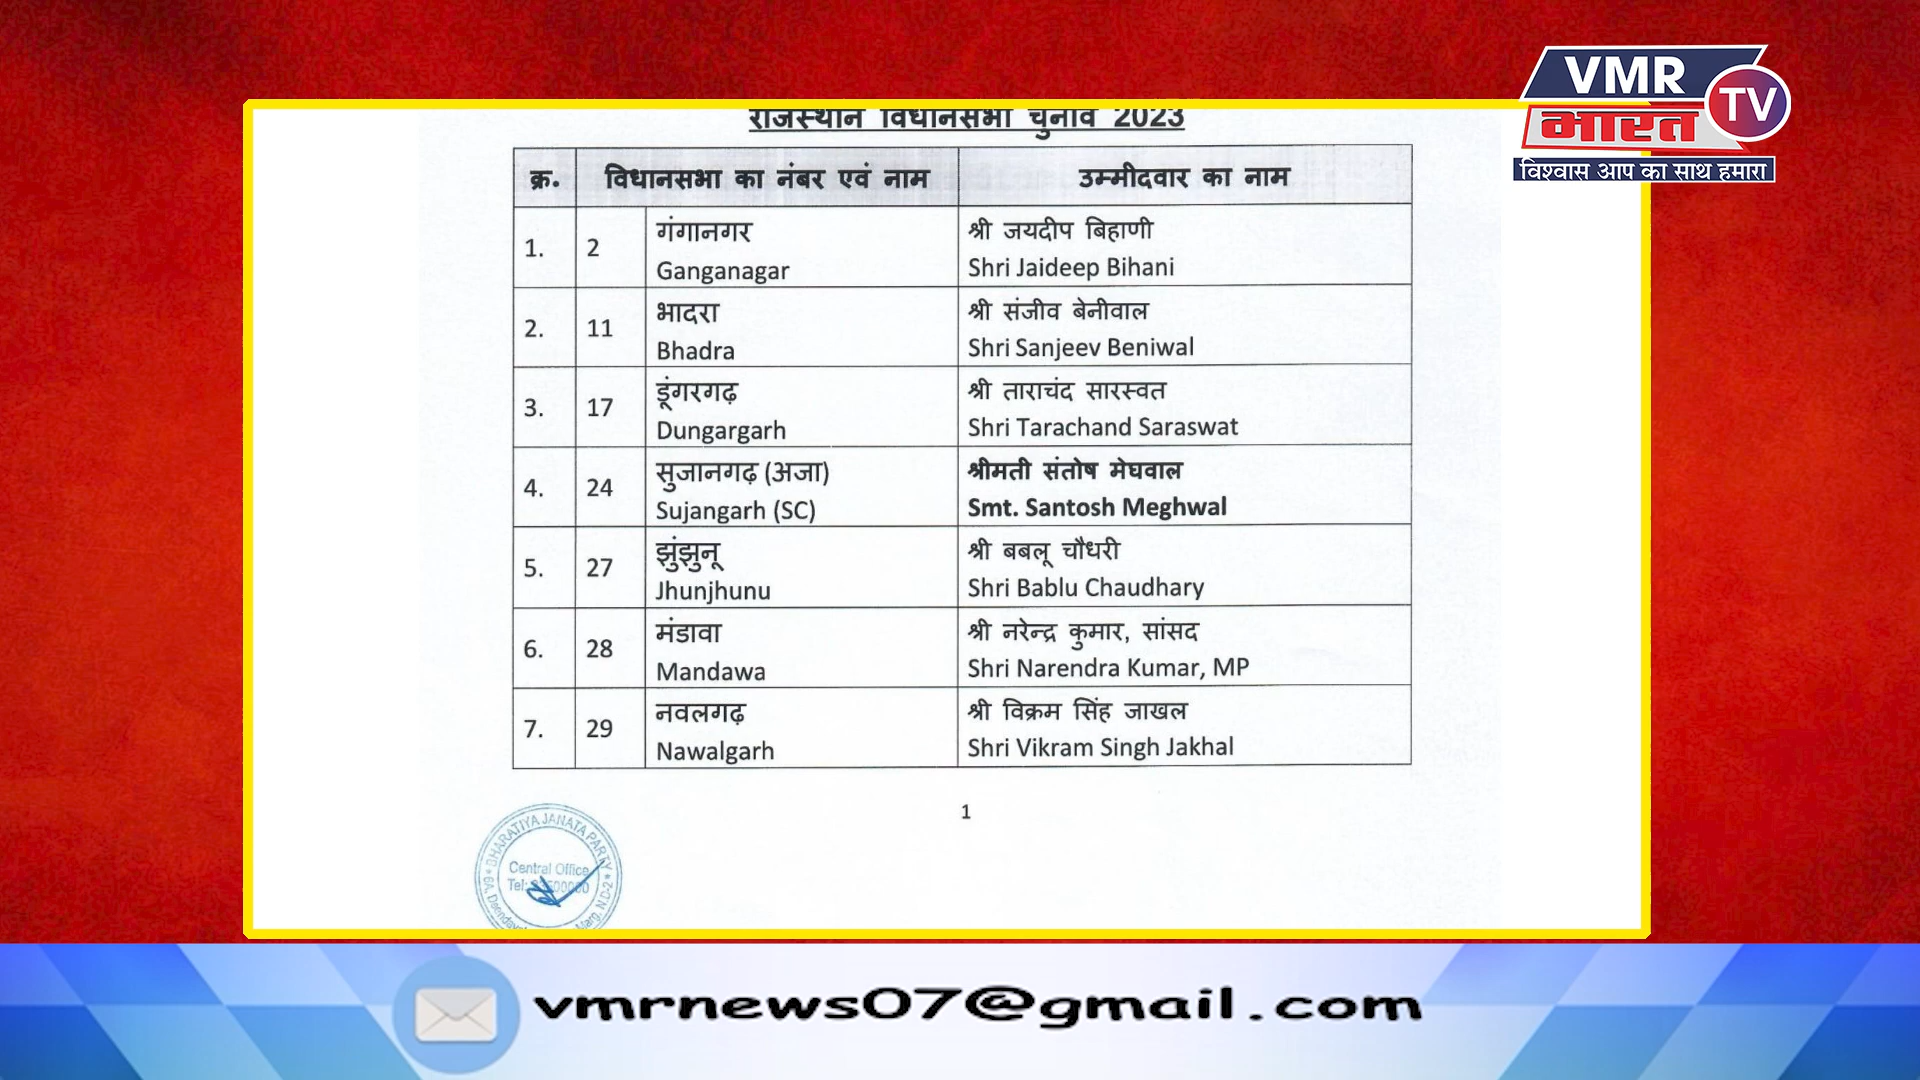 VMR
भारत
TV
विश्वास आप का साथ हमारा
राजस्थान विधानसभा चुनाव 2023
क्र. विधानसभा का नंबर एवं नाम उम्मीदवार का नाम
1. 2 गंगानगर श्री जयदीप बिहाणी
Ganganagar Shri Jaideep Bihani
2. 11 भादरा श्री संजीव बेनीवाल
Bhadra Shri Sanjeev Beniwal
3. 17 डूंगरगढ़ श्री ताराचंद सारस्वत
Dungargarh Shri Tarachand Saraswat
4. 24 सुजानगढ़ (अजा) श्रीमती संतोष मेघवाल
Sujangarh (SC) Smt. Santosh Meghwal
5. 27 झुंझुनू श्री बबलू चौधरी
Jhunjhunu Shri Bablu Chaudhary
6. 28 मंडावा श्री नरेन्द्र कुमार, सांसद
Mandawa Shri Narendra Kumar, MP
7. 29 नवलगढ़ श्री विक्रम सिंह जाखल
Nawalgarh Shri Vikram Singh Jakhal
1
BHARATIYA JANATA PARTY
Central Office
Tel:
6A, Marg, N.D-2
vmrnews07@gmail.com